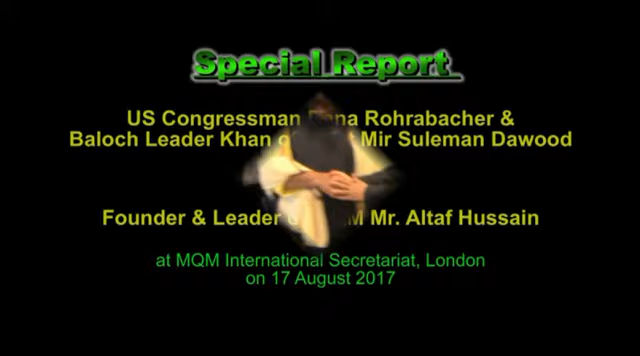 Special Report
US Congressman Dana Rohrabacher &
Baloch Leader Khan Mir Suleman Dawood
Founder & Leader Mr. Altaf Hussain
at MQM International Secretariat, London
on 17 August 2017